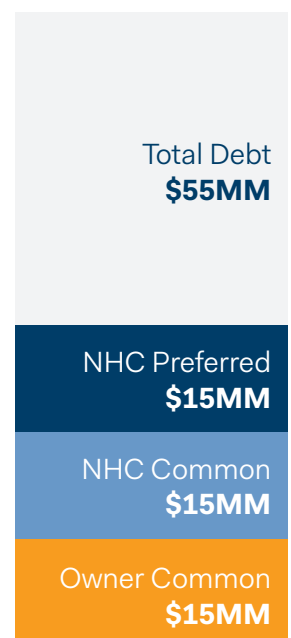 Total Debt
$55MM
NHC Preferred
$15MM
NHC Common
$15MM
Owner Common
$15MM